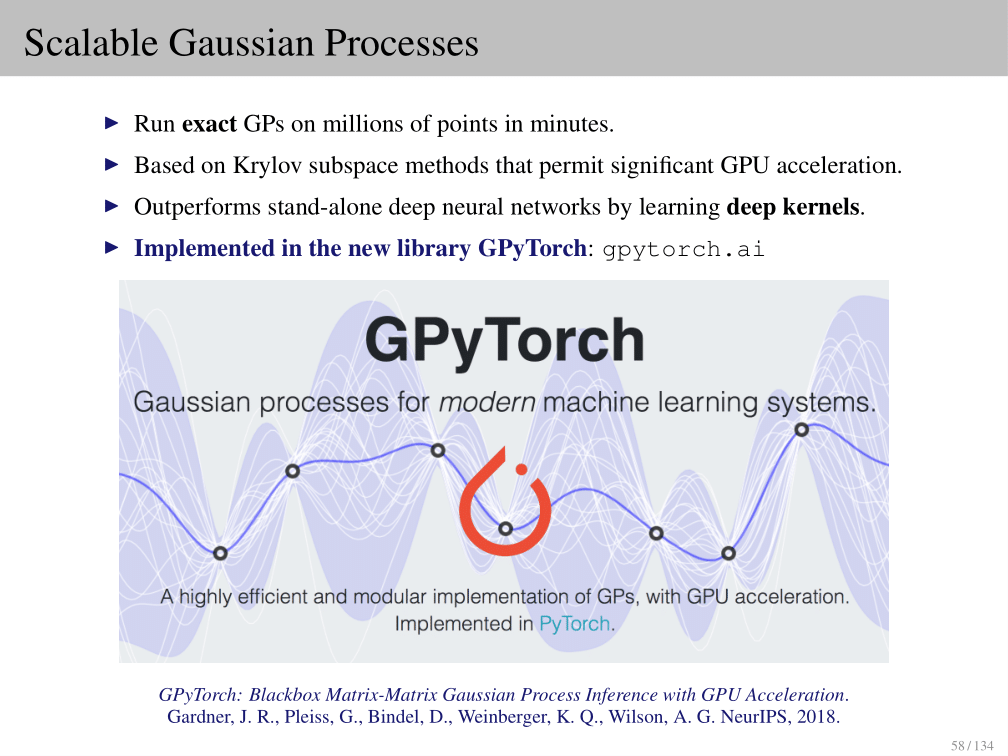 Scalable Gaussian Processes
▶ Run exact GPs on millions of points in minutes.
▶ Based on Krylov subspace methods that permit significant GPU acceleration.
▶ Outperforms stand-alone deep neural networks by learning deep kernels.
▶ Implemented in the new library GPyTorch: gpytorch.ai
GPyTorch
Gaussian processes for modern machine learning systems.
A highly efficient and modular implementation of GPs, with GPU acceleration.
Implemented in PyTorch.
GPyTorch: Blackbox Matrix-Matrix Gaussian Process Inference with GPU Acceleration.
Gardner, J. R., Pleiss, G., Bindel, D., Weinberger, K. Q., Wilson, A. G. NeurIPS, 2018.
58 / 134